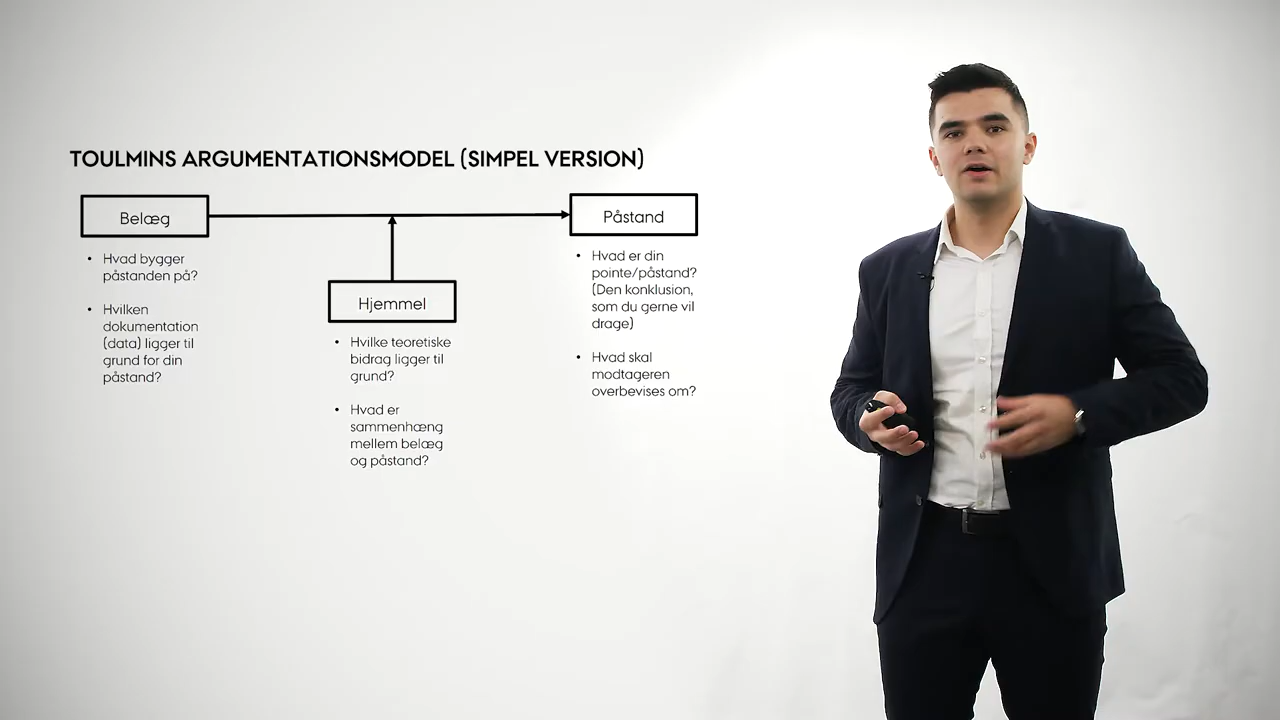 TOULMINS ARGUMENTATIONSMODEL (SIMPEL VERSION)
Belæg
• Hvad bygger
påstanden på?
• Hvilken
dokumentation
(data) ligger til
grund for din
påstand?
Hjemmel
• Hvilke teoretiske
bidrag ligger til
grund?
• Hvad er
sammenhæng
mellem belæg
og påstand?
Påstand
• Hvad er din
pointe/påstand?
(Den konklusion,
som du gerne vil
drage)
• Hvad skal
modtageren
overbevises om?